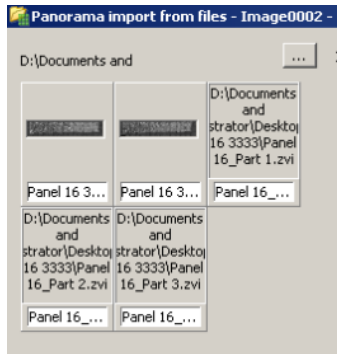 Panorama import from files - Image0002 -
D:\Documents and
...
D:\Documents
and
strator\Desktop
16 3333\Panel
16_Part 1.zvi
Panel 16 3...
Panel 16 3...
Panel 16_...
D:\Documents
and
strator\Desktop
16 3333\Panel
16_Part 2.zvi
D:\Documents
and
strator\Desktop
16 3333\Panel
16_Part 3.zvi
Panel 16_...
Panel 16_...